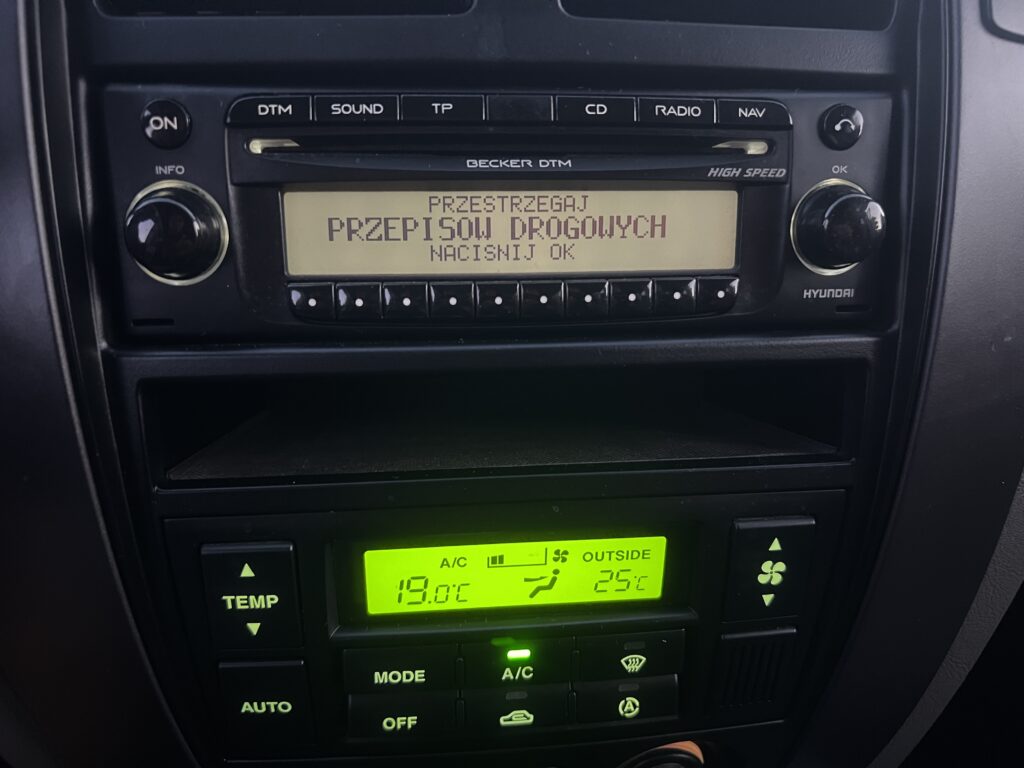 DTM SOUND TP CD RADIO NAV
ON
BECKER DTM
HIGH SPEED
INFO
OK
PRZESTRZEGAJ
PRZEPISOW DROGOWYCH
NACISNIJ OK
HYUNDAI
A/C OUTSIDE
19.0°C 25°C
TEMP
MODE A/C
AUTO
OFF
A